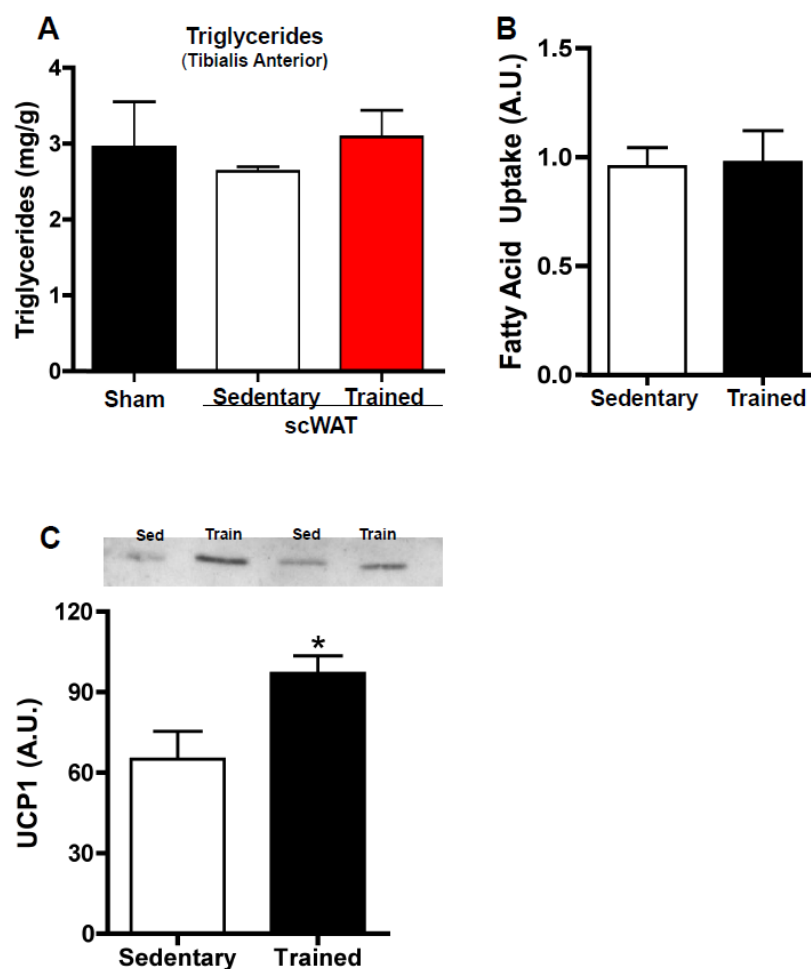 A
Triglycerides
(Tibialis Anterior)
Triglycerides (mg/g)
4
3
2
1
0
Sham
Sedentary Trained
scWAT
B
Fatty Acid Uptake (A.U.)
1.5
1.0
0.5
0.0
Sedentary Trained
C
Sed Train Sed Train
UCP1 (A.U.)
120
90
60
30
0
*
Sedentary Trained